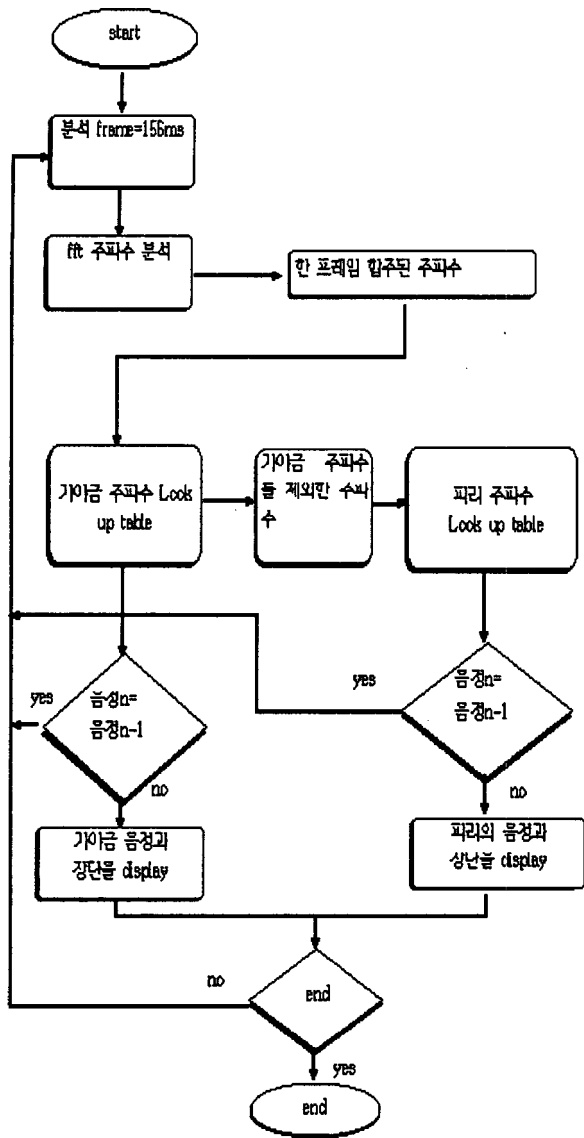 start
분석 frame=156ms
fft 주파수 분석
한 프레임 합주된 주파수
가야금 주파수 Look
up table
가야금 주파수
들 제외한 주파
수
피리 주파수
Look up table
yes
음정n=
음정n-1
no
yes
음정n=
음정n-1
no
가야금 음정과
장단을 display
피리의 음정과
장단을 display
no
end
yes
end